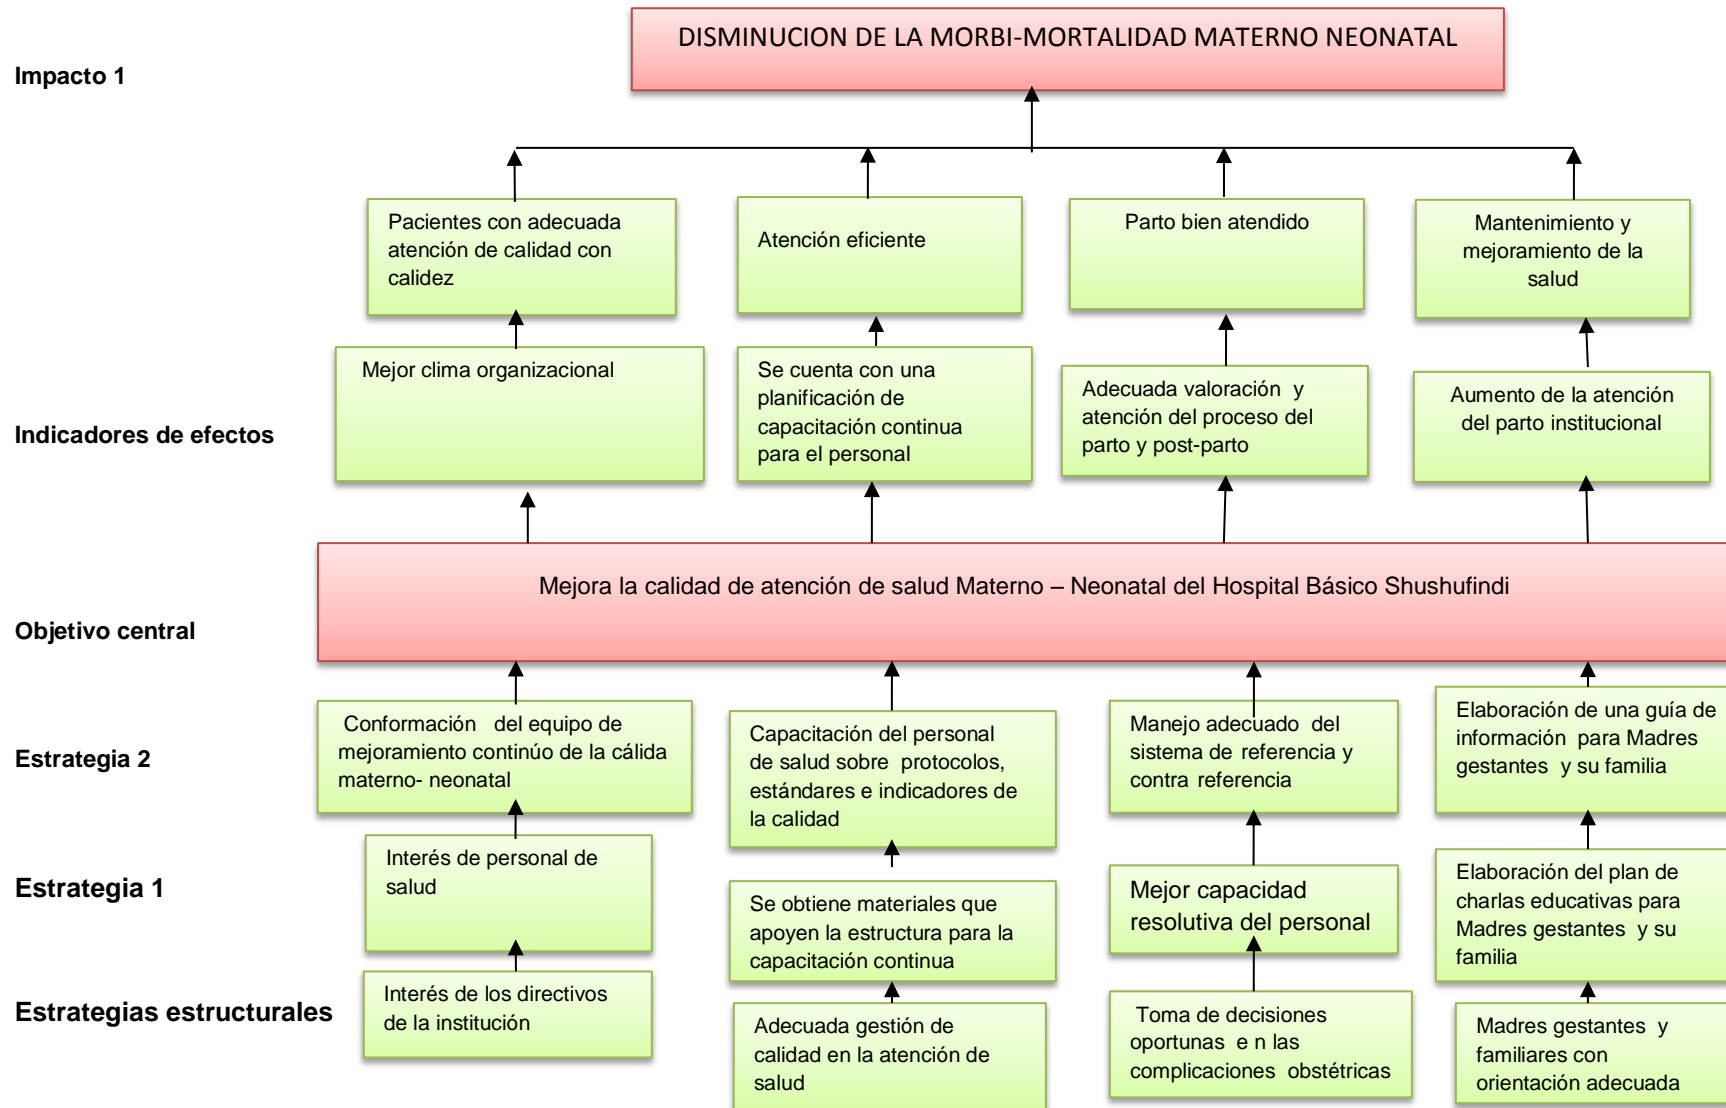 DISMINUCION DE LA MORBI-MORTALIDAD MATERNO NEONATAL
Impacto 1
Pacientes con adecuada
atención de calidad con
calidez
Atención eficiente
Parto bien atendido
Mantenimiento y
mejoramiento de la
salud
Indicadores de efectos
Mejor clima organizacional
Se cuenta con una
planificación de
capacitación continua
para el personal
Adecuada valoración y
atención del proceso del
parto y post-parto
Aumento de la atención
del parto institucional
Objetivo central
Mejora la calidad de atención de salud Materno – Neonatal del Hospital Básico Shushufindi
Estrategia 2
Conformación del equipo de
mejoramiento continúo de la cálida
materno- neonatal
Capacitación del personal
de salud sobre protocolos,
estándares e indicadores de
la calidad
Manejo adecuado del
sistema de referencia y
contra referencia
Elaboración de una guía de
información para Madres
gestantes y su familia
Estrategia 1
Interés de personal de
salud
Se obtiene materiales que
apoyen la estructura para la
capacitación continua
Mejor capacidad
resolutiva del personal
Elaboración del plan de
charlas educativas para
Madres gestantes y su
familia
Estrategias estructurales
Interés de los directivos
de la institución
Adecuada gestión de
calidad en la atención de
salud
Toma de decisiones
oportunas e n las
complicaciones obstétricas
Madres gestantes y
familiares con
orientación adecuada